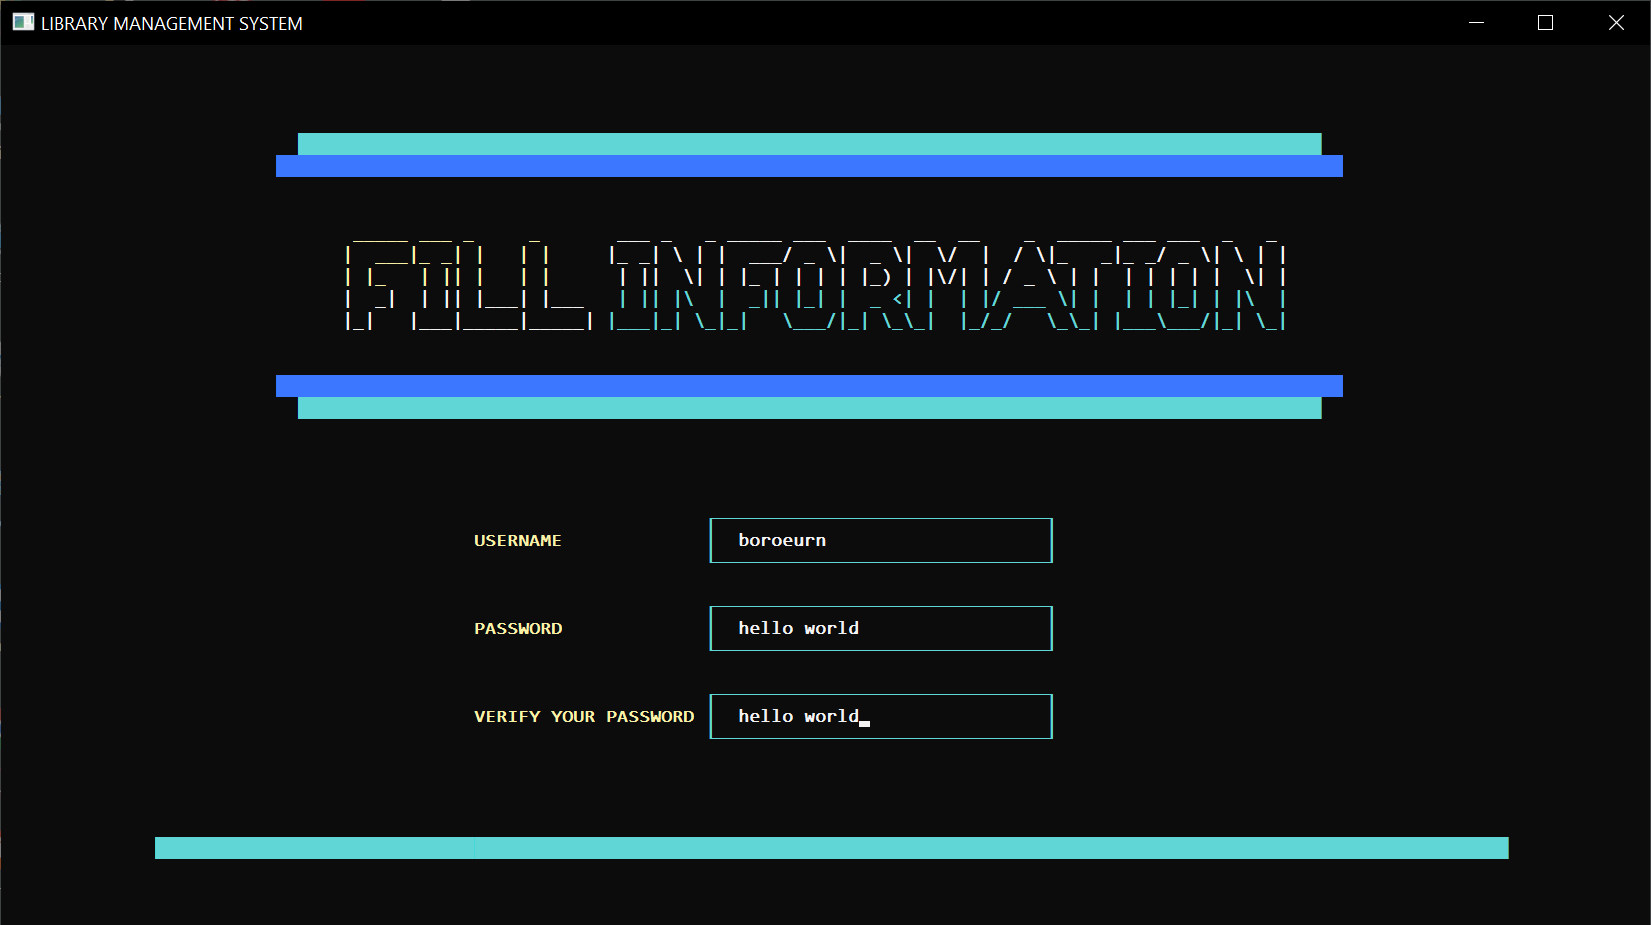 LIBRARY MANAGEMENT SYSTEM
FILL INFORMATION
USERNAME boroeurn
PASSWORD hello world
VERIFY YOUR PASSWORD hello world